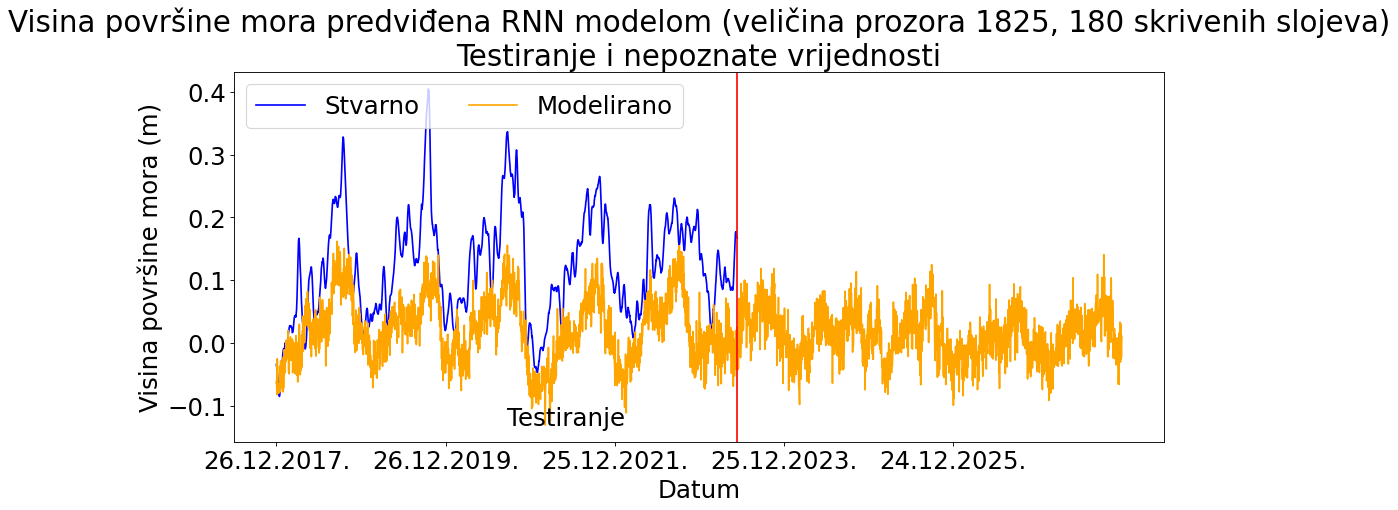 Visina površine mora predviđena RNN modelom (veličina prozora 1825, 180 skrivenih slojeva)
Testiranje i nepoznate vrijednosti
Stvarno
Modelirano
0.4
0.3
0.2
0.1
0.0
−0.1
Visina površine mora (m)
Testiranje
26.12.2017.
26.12.2019.
25.12.2021.
25.12.2023.
24.12.2025.
Datum